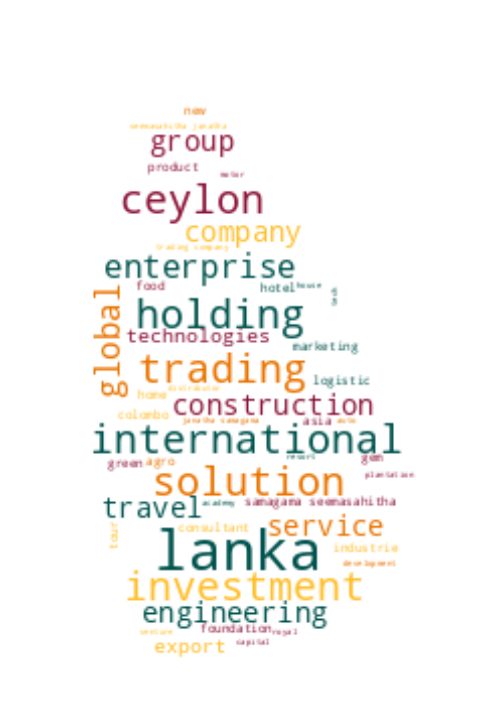 new
seemasahitha janatha
group
product
motor
ceylon
company
trading company
enterprise
food
hotel
house
global
holding
technologies
marketing
trading
logistic
distributor
home
construction
colombo
janatha samagama
asia
auto
international
resort
green
agro
gem
plantation
solution
travel
academy
samagama seemasahitha
tour
consultant
service
lanka
industrie
development
investment
engineering
venture
foundation
royal
capital
export